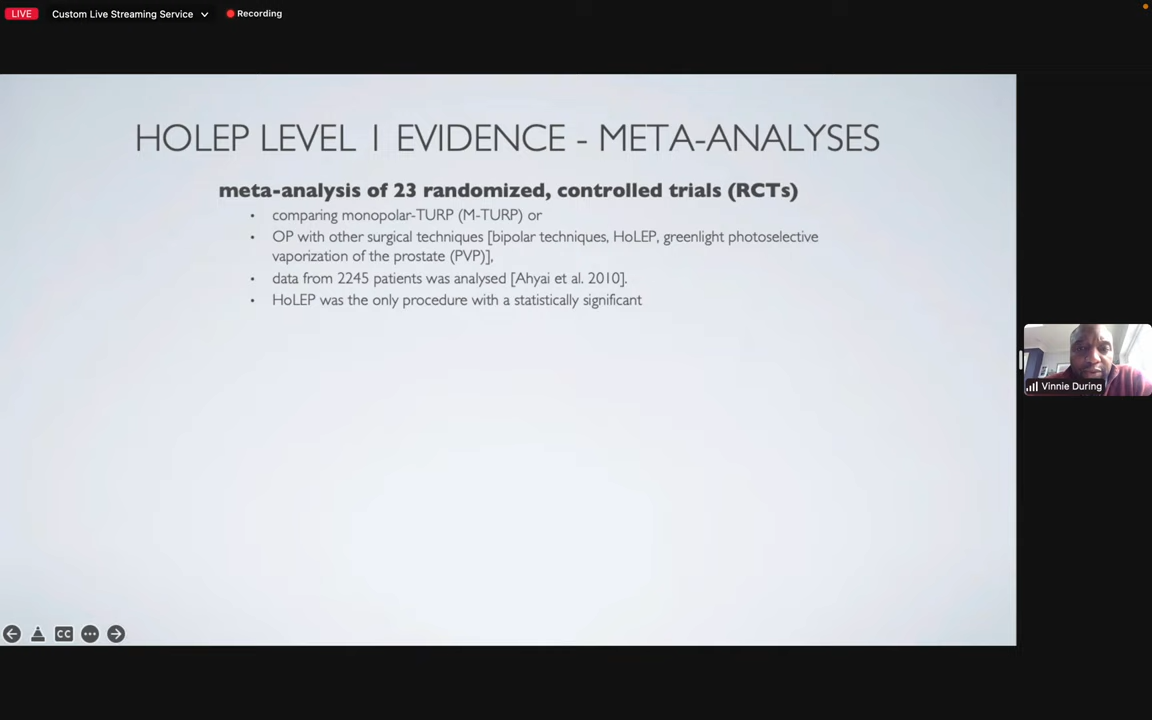 LIVE
Custom Live Streaming Service
Recording
HOLEP LEVEL 1 EVIDENCE - META-ANALYSES
meta-analysis of 23 randomized, controlled trials (RCTs)
• comparing monopolar-TURP (M-TURP) or
• OP with other surgical techniques [bipolar techniques, HoLEP, greenlight photoselective
vaporization of the prostate (PVP)],
• data from 2245 patients was analysed [Ahyai et al. 2010].
• HoLEP was the only procedure with a statistically significant
Vinnie During
CC